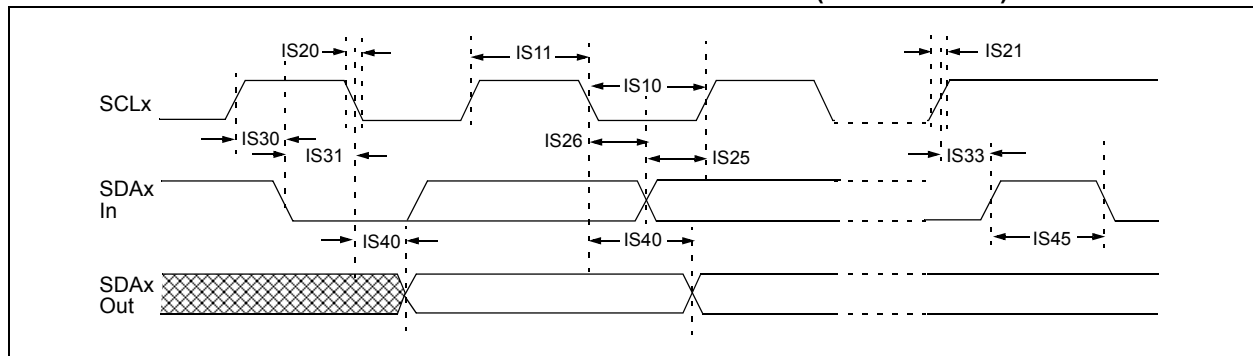 IS20
IS11
IS21
IS10
SCLx
IS30
IS31
IS26
IS25
IS33
SDAx
In
IS40
IS40
IS45
SDAx
Out